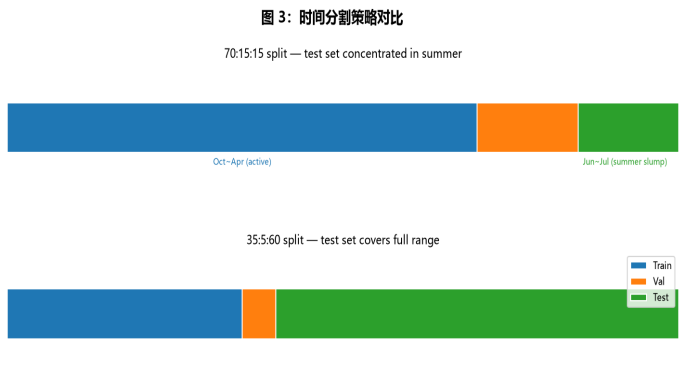 图 3：时间分割策略对比
70:15:15 split — test set concentrated in summer
Oct~Apr (active)
Jun~Jul (summer slump)
35:5:60 split — test set covers full range
Train
Val
Test